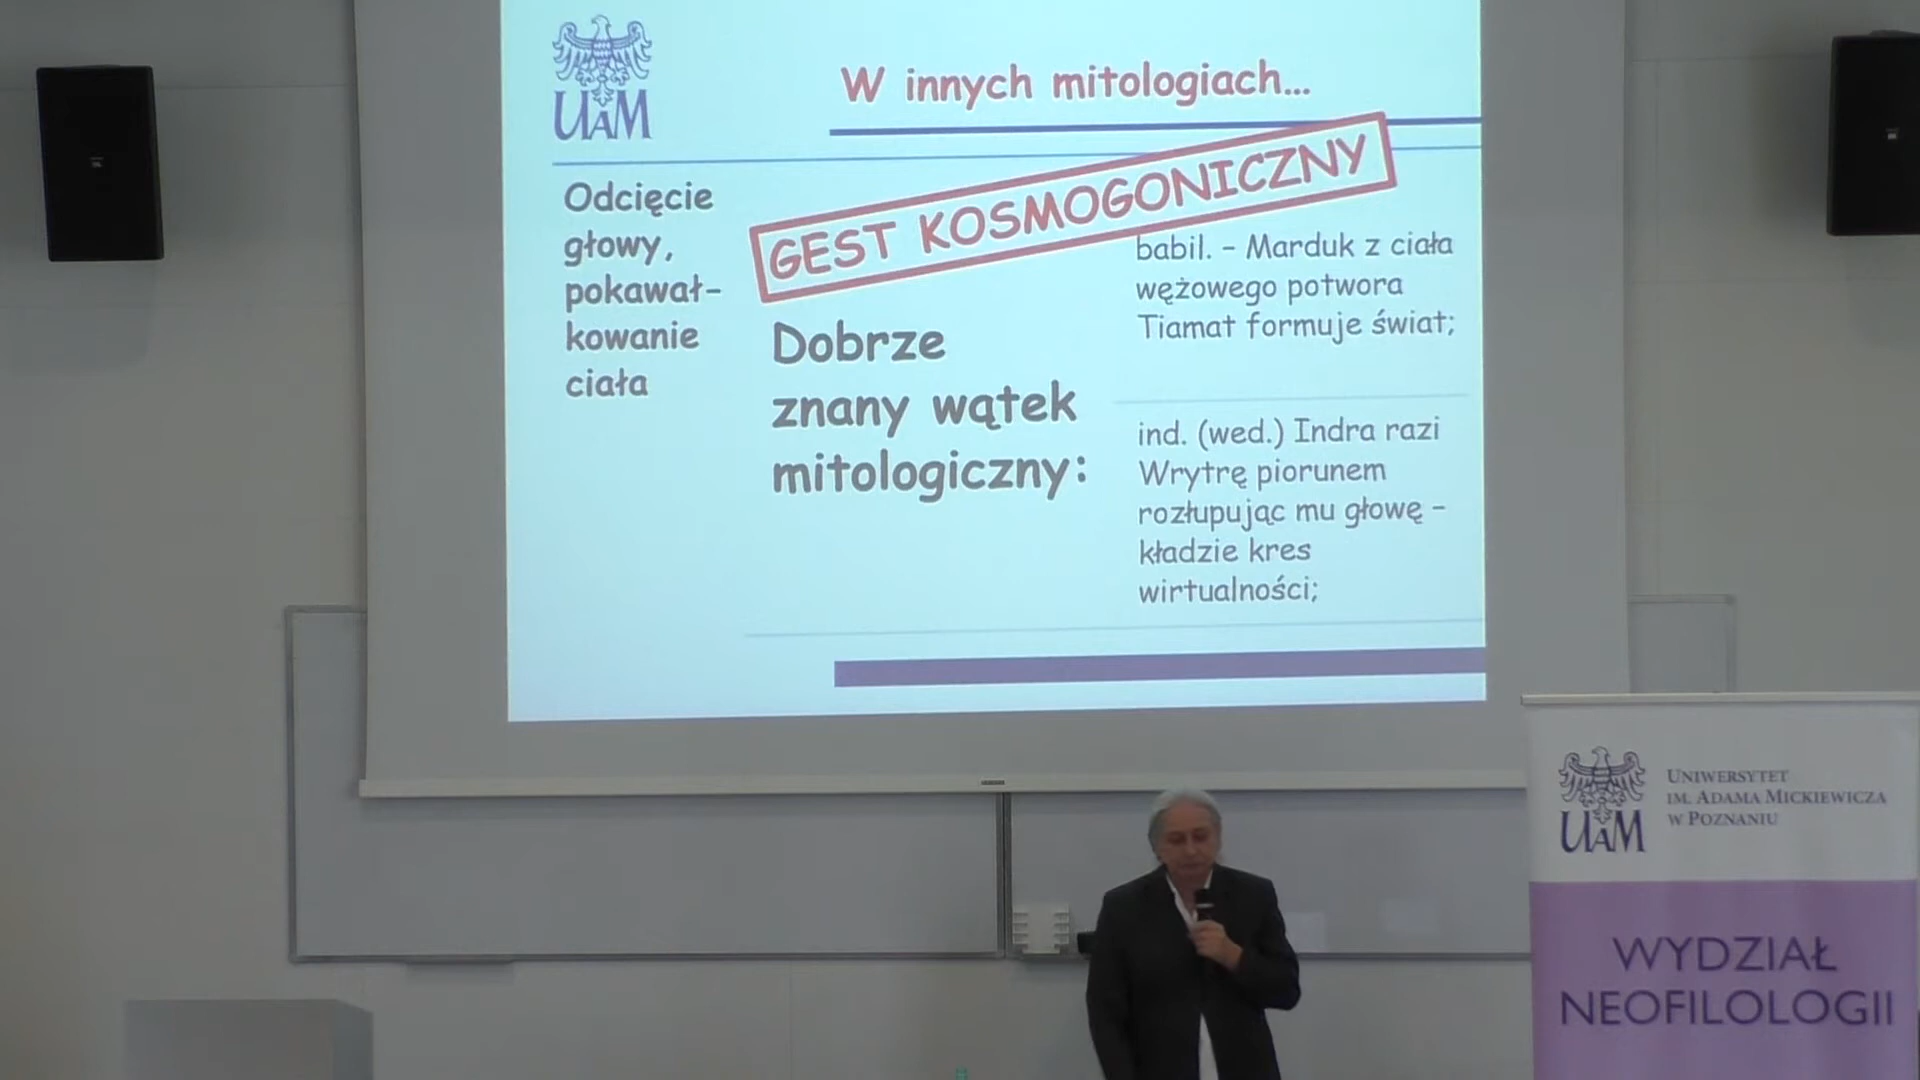 UAM
W innych mitologiach...
GEST KOSMOGONICZNY
Odcięcie
głowy,
pokawał-
kowanie
ciała
Dobrze
znany wątek
mitologiczny:
babil. - Marduk z ciała
wężowego potwora
Tiamat formuje świat;
ind. (wed.) Indra razi
Wrytrę piorunem
rozłupując mu głowę -
kładzie kres
wirtualności;
UAM
UNIWERSYTET
IM. ADAMA MICKIEWICZA
W POZNANIU
WYDZIAŁ
NEOFILOLOGII